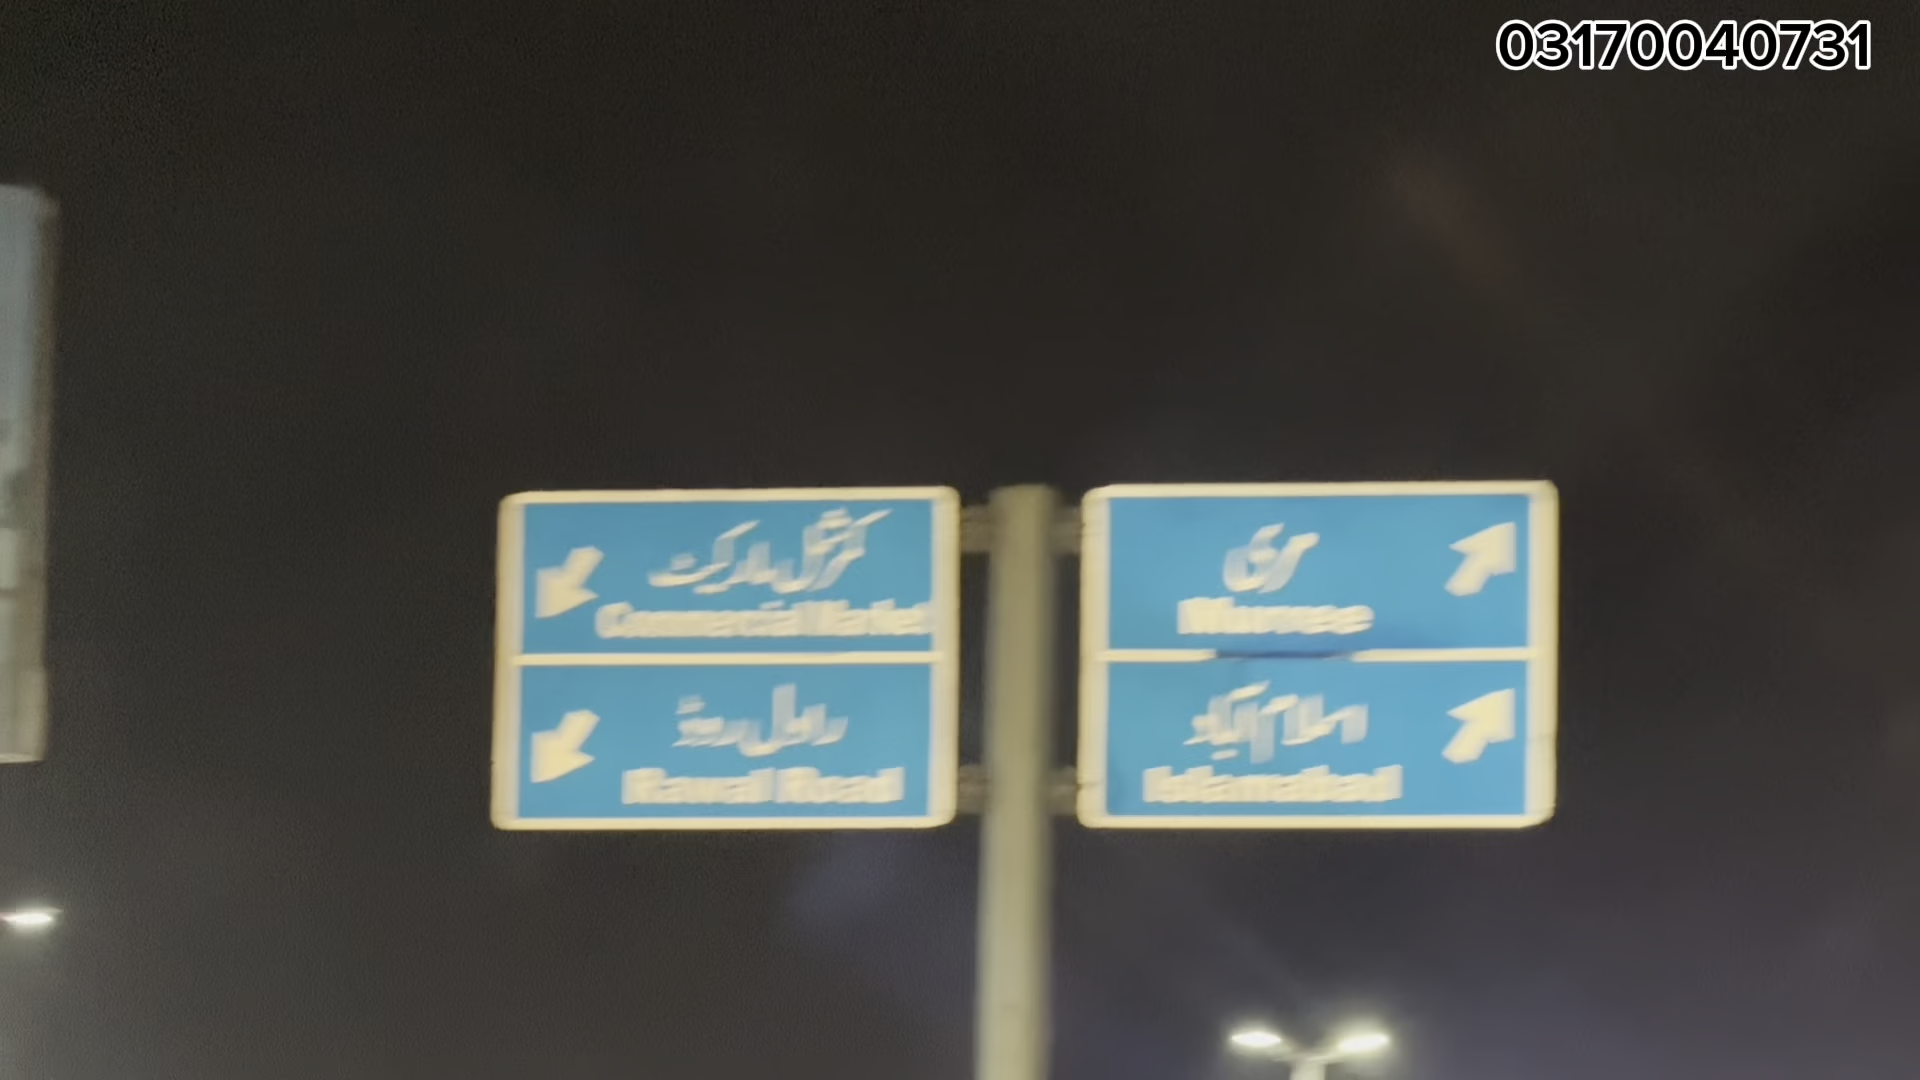 03170040731
کمرشل مارکیٹ
Commercial Market
راول روڈ
Rawal Road
مری
Murree
اسلام آباد
Islamabad